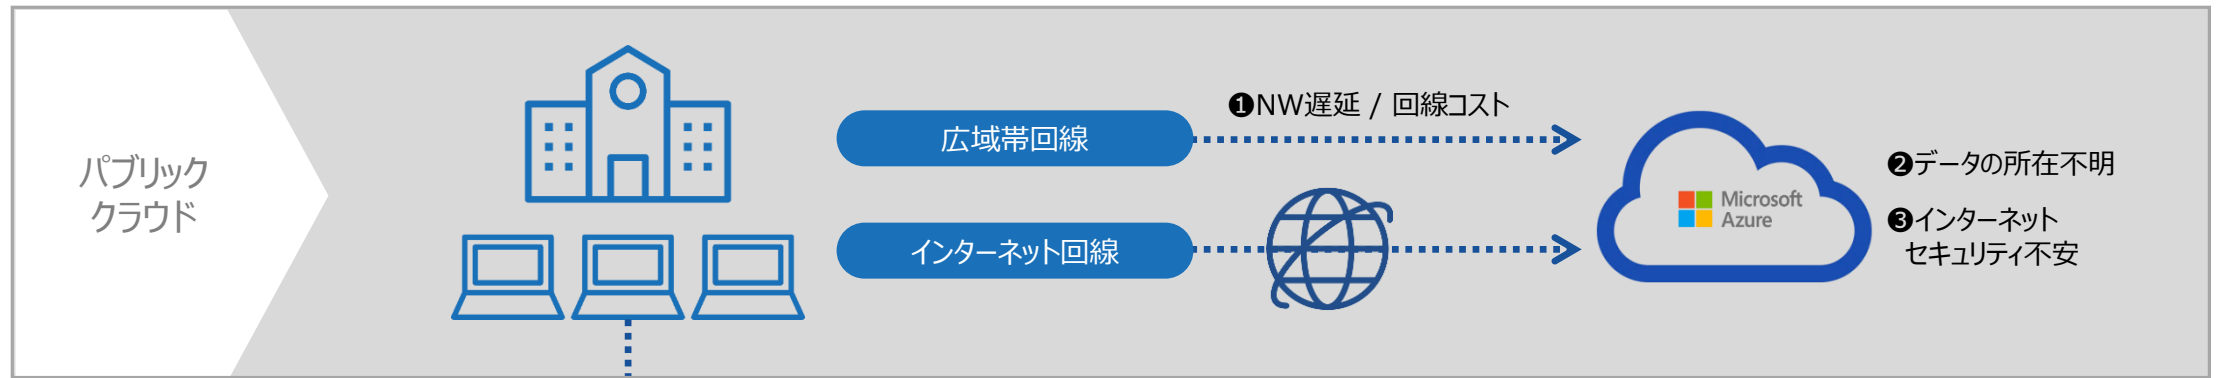 パブリック
クラウド
広域帯回線
❶NW遅延 / 回線コスト
インターネット回線
Microsoft
Azure
❷データの所在不明
❸インターネット
セキュリティ不安